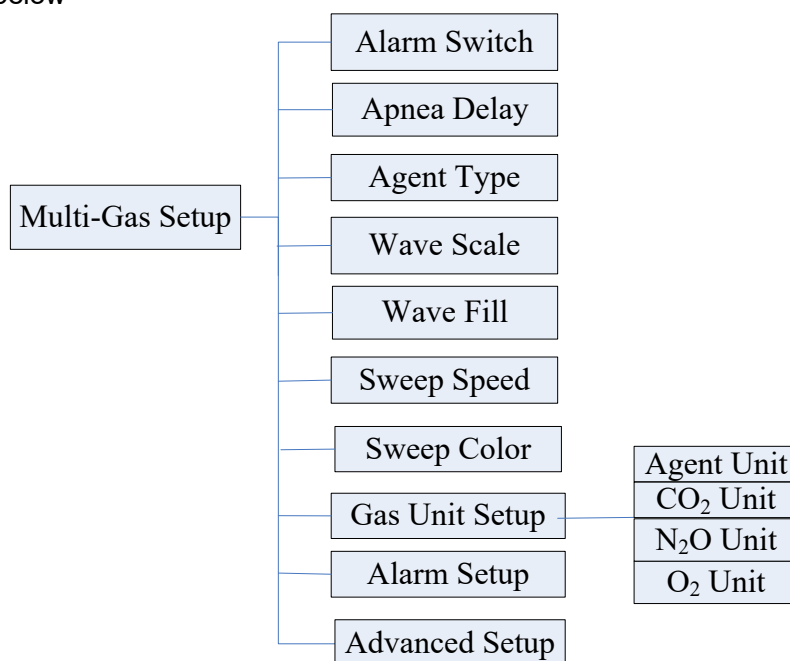 below
Alarm Switch
Apnea Delay
Agent Type
Multi-Gas Setup
Wave Scale
Wave Fill
Sweep Speed
Sweep Color
Gas Unit Setup
Agent Unit
CO₂ Unit
N₂O Unit
O₂ Unit
Alarm Setup
Advanced Setup